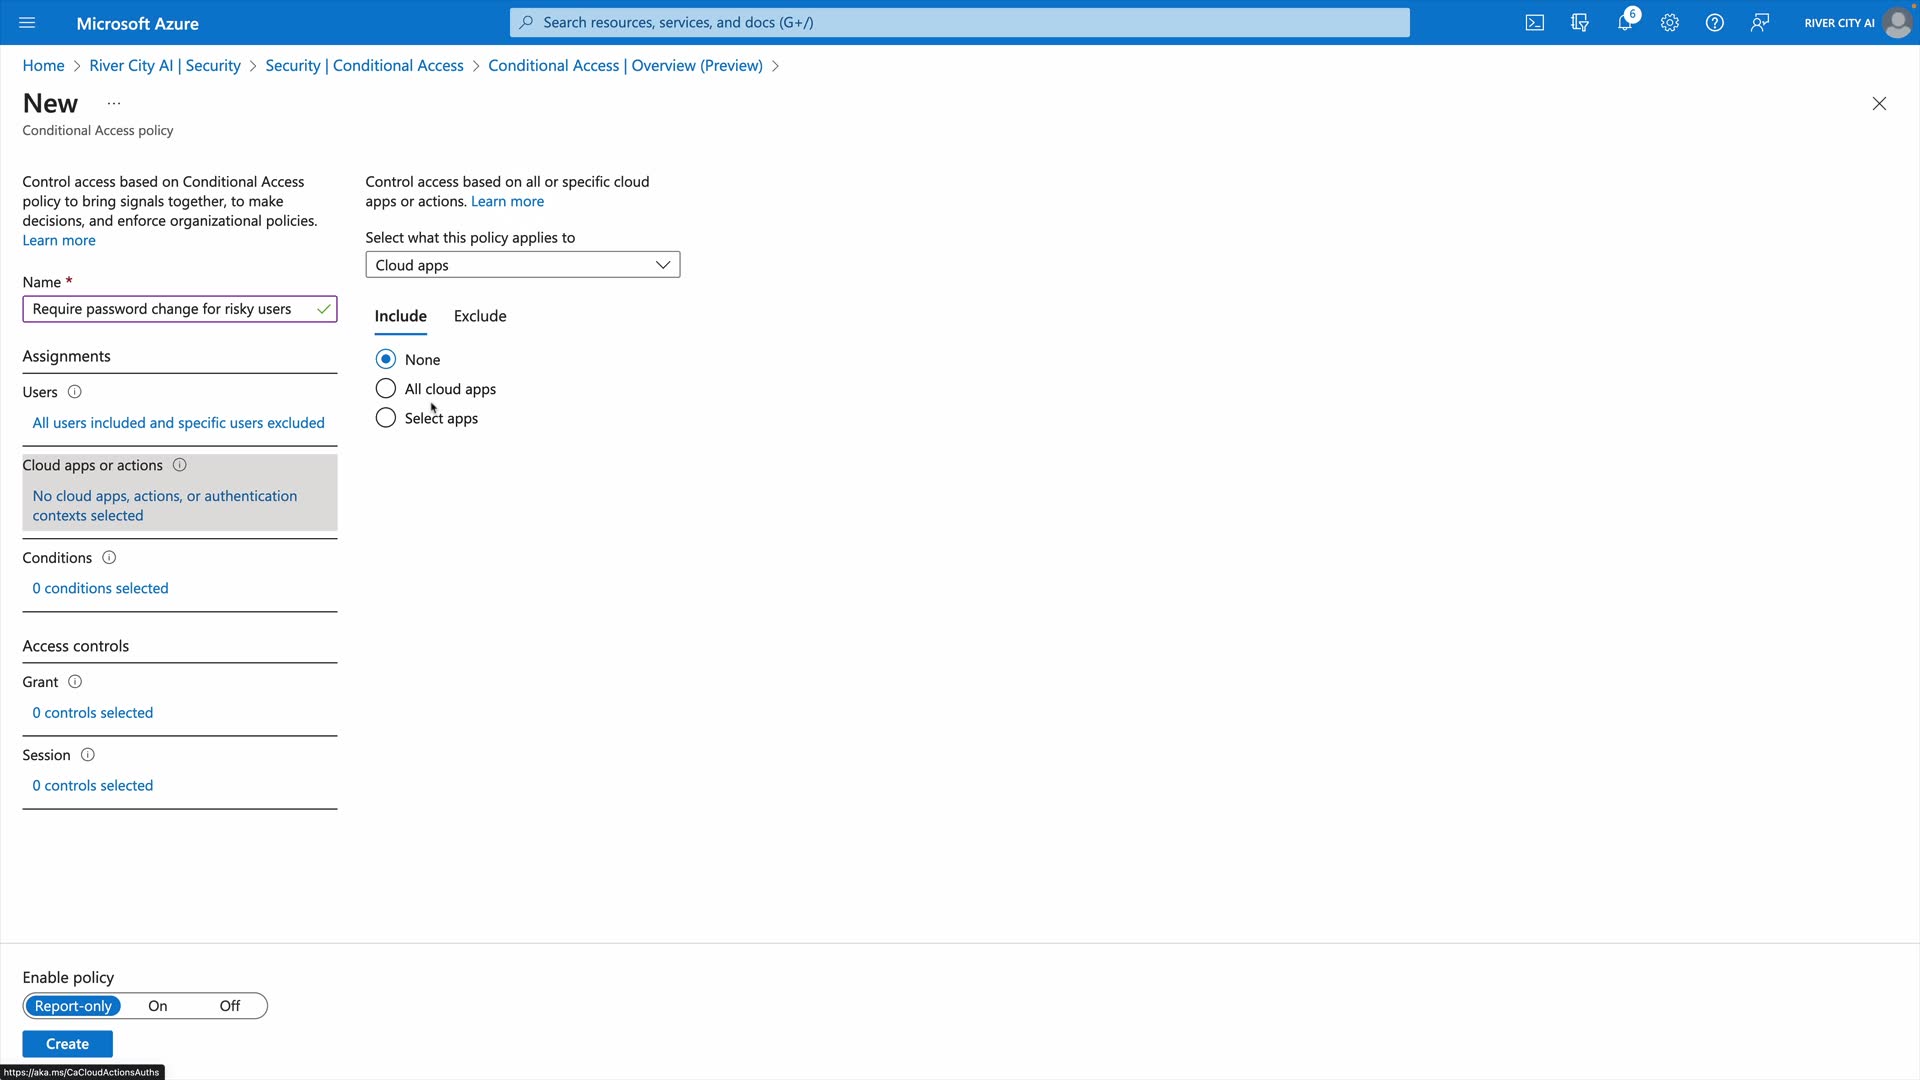 Microsoft Azure
Search resources, services, and docs (G+/)
6
RIVER CITY AI
Home > River City AI | Security > Security | Conditional Access > Conditional Access | Overview (Preview) >
New ...
Conditional Access policy
Control access based on Conditional Access
policy to bring signals together, to make
decisions, and enforce organizational policies.
Learn more
Name *
Require password change for risky users
Assignments
Users
All users included and specific users excluded
Cloud apps or actions
No cloud apps, actions, or authentication
contexts selected
Conditions
0 conditions selected
Access controls
Grant
0 controls selected
Session
0 controls selected
Control access based on all or specific cloud
apps or actions. Learn more
Select what this policy applies to
Cloud apps
Include Exclude
None
All cloud apps
Select apps
Enable policy
Report-only On Off
Create
https://aka.ms/CaCloudActionsAuths